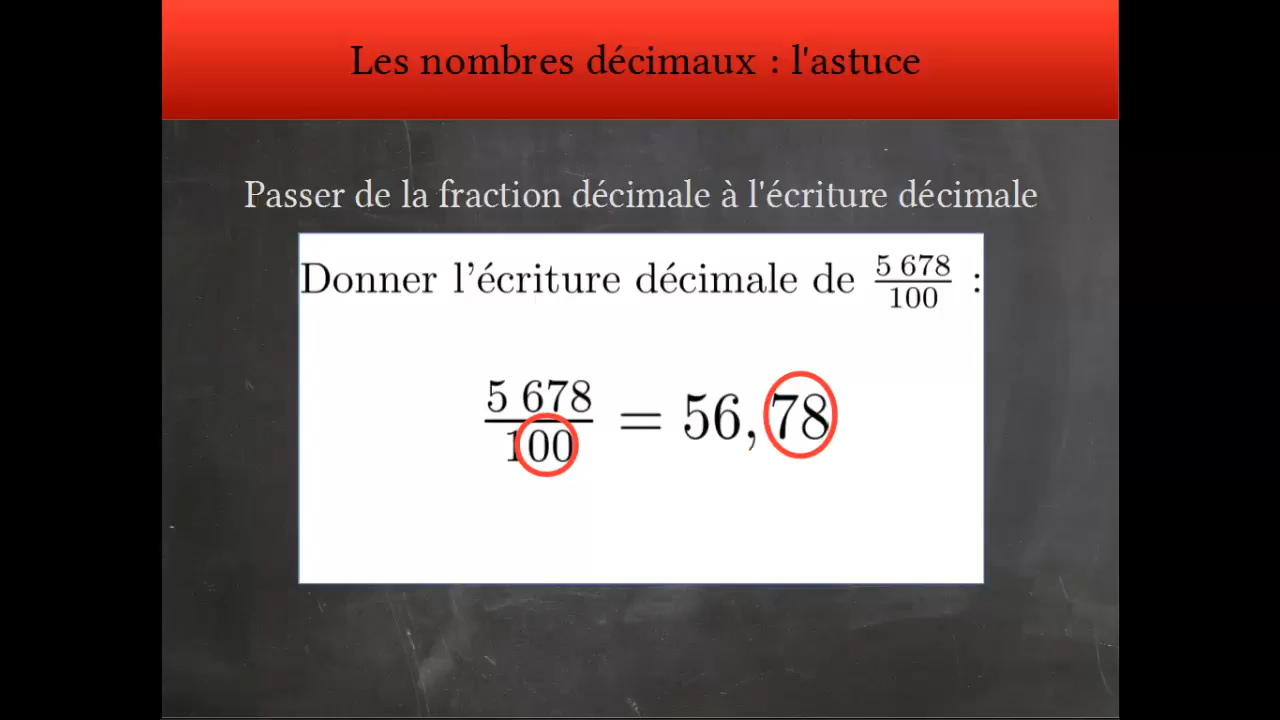 Les nombres décimaux : l'astuce
Passer de la fraction décimale à l'écriture décimale
Donner l'écriture décimale de 5 678/100 :
5 678/100 = 56,78